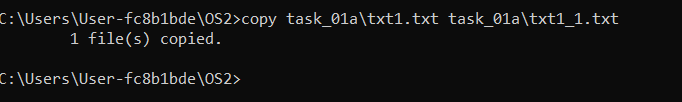 C:\Users\User-fc8b1bde\OS2>copy task_01a\txt1.txt task_01a\txt1_1.txt
        1 file(s) copied.
C:\Users\User-fc8b1bde\OS2>